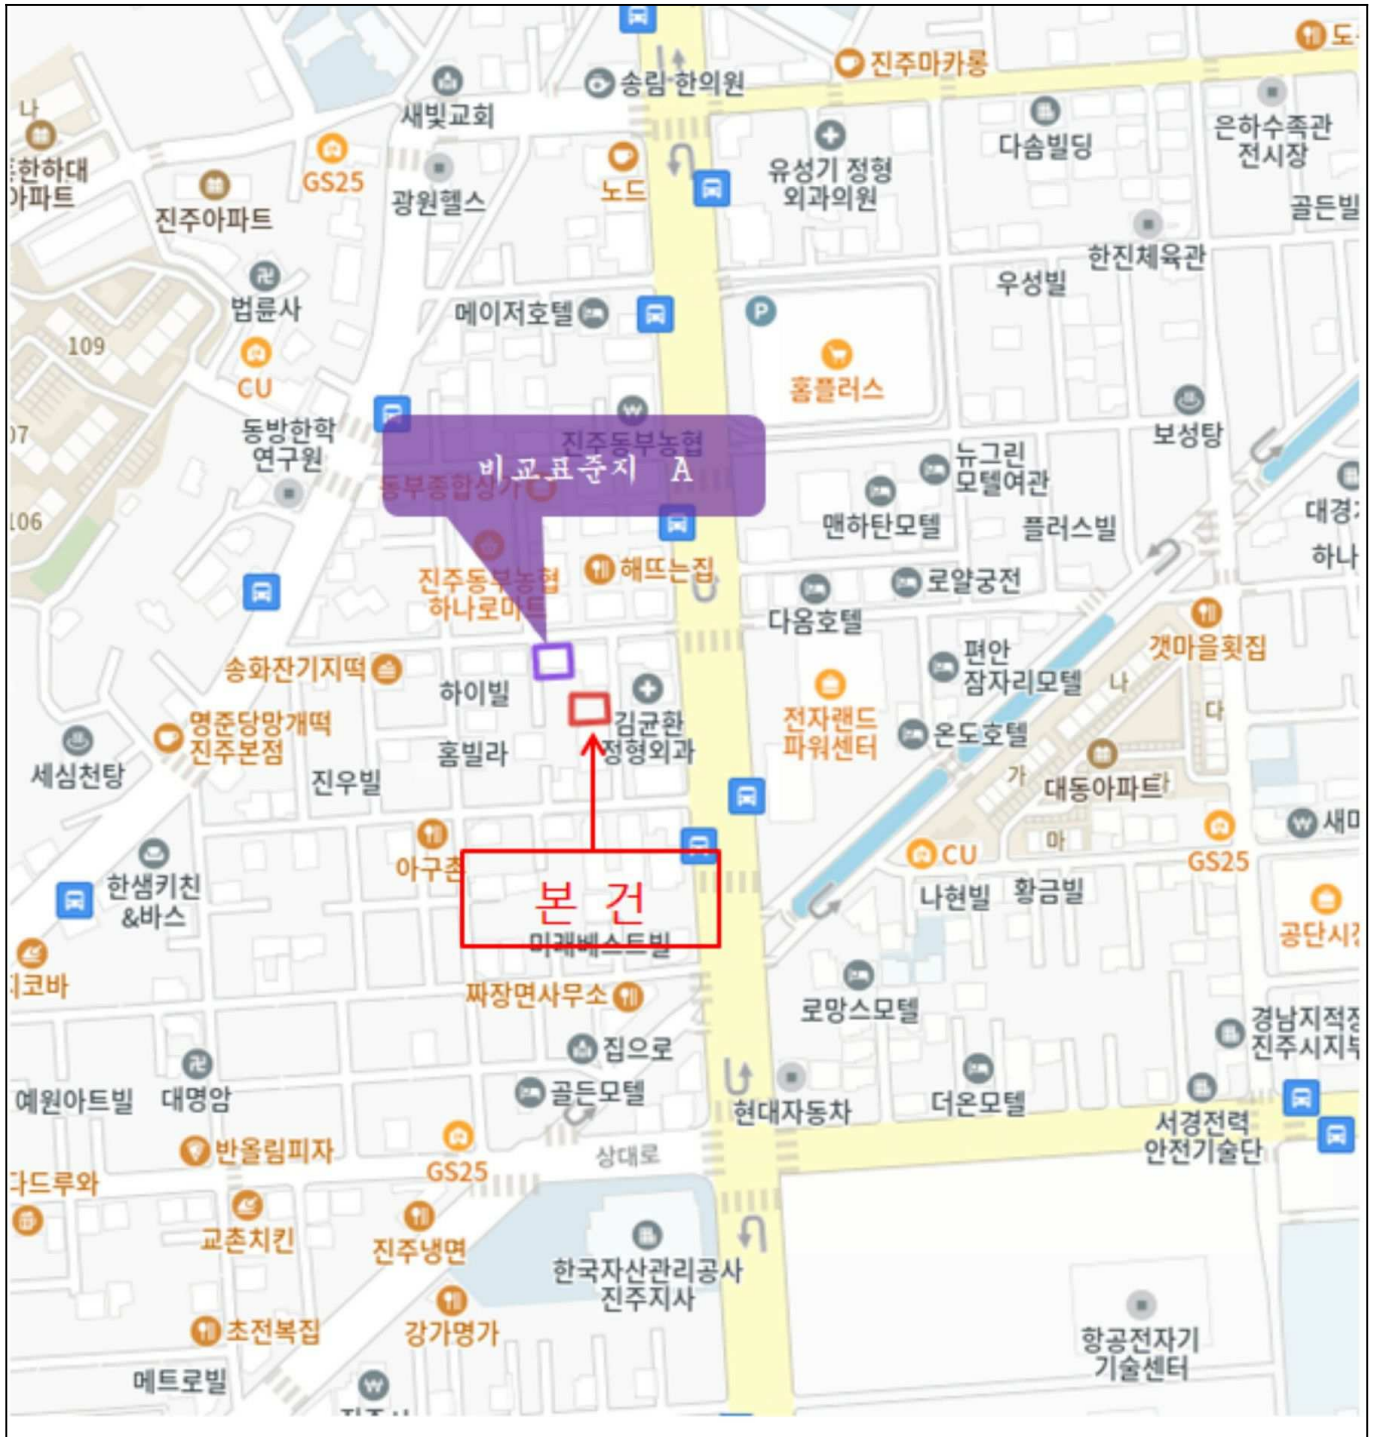 도
진주마카롱
송림 한의원
새빛교회
다솜빌딩
은하수족관
전시장
나
한하대
아파트
GS25
광원헬스
노드
유성기 정형
외과의원
진주아파트
골든빌
한진체육관
우성빌
법륜사
메이저호텔
P
109
CU
홈플러스
동방한학
연구원
진주동부농협
비교표준지 A
동부종합상가
보성탕
뉴그린
모텔여관
07
106
맨하탄모텔
플러스빌
대경
하나
진주동부농협
하나로마트
해뜨는집
로얄궁전
다옴호텔
갯마을횟집
송화잔기지떡
하이빌
편안
잠자리모텔
나
다
김균환
정형외과
전자랜드
파워센터
온도호텔
명준당망개떡
진주본점
세심천탕
홈빌라
진우빌
가
대동아파트
라
마
아구촌
CU
GS25
새마
한샘키친
&바스
본 건
나현빌
황금빌
미래베스트빌
공단시장
코바
짜장면사무소
로망스모텔
경남지적
진주시지부
집으로
예원아트빌
대명암
골든모텔
현대자동차
더온모텔
서경전력
안전기술단
반올림피자
GS25
상대로
다드루와
교촌치킨
진주냉면
한국자산관리공사
진주지사
초전복집
강가명가
항공전자기
기술센터
메트로빌